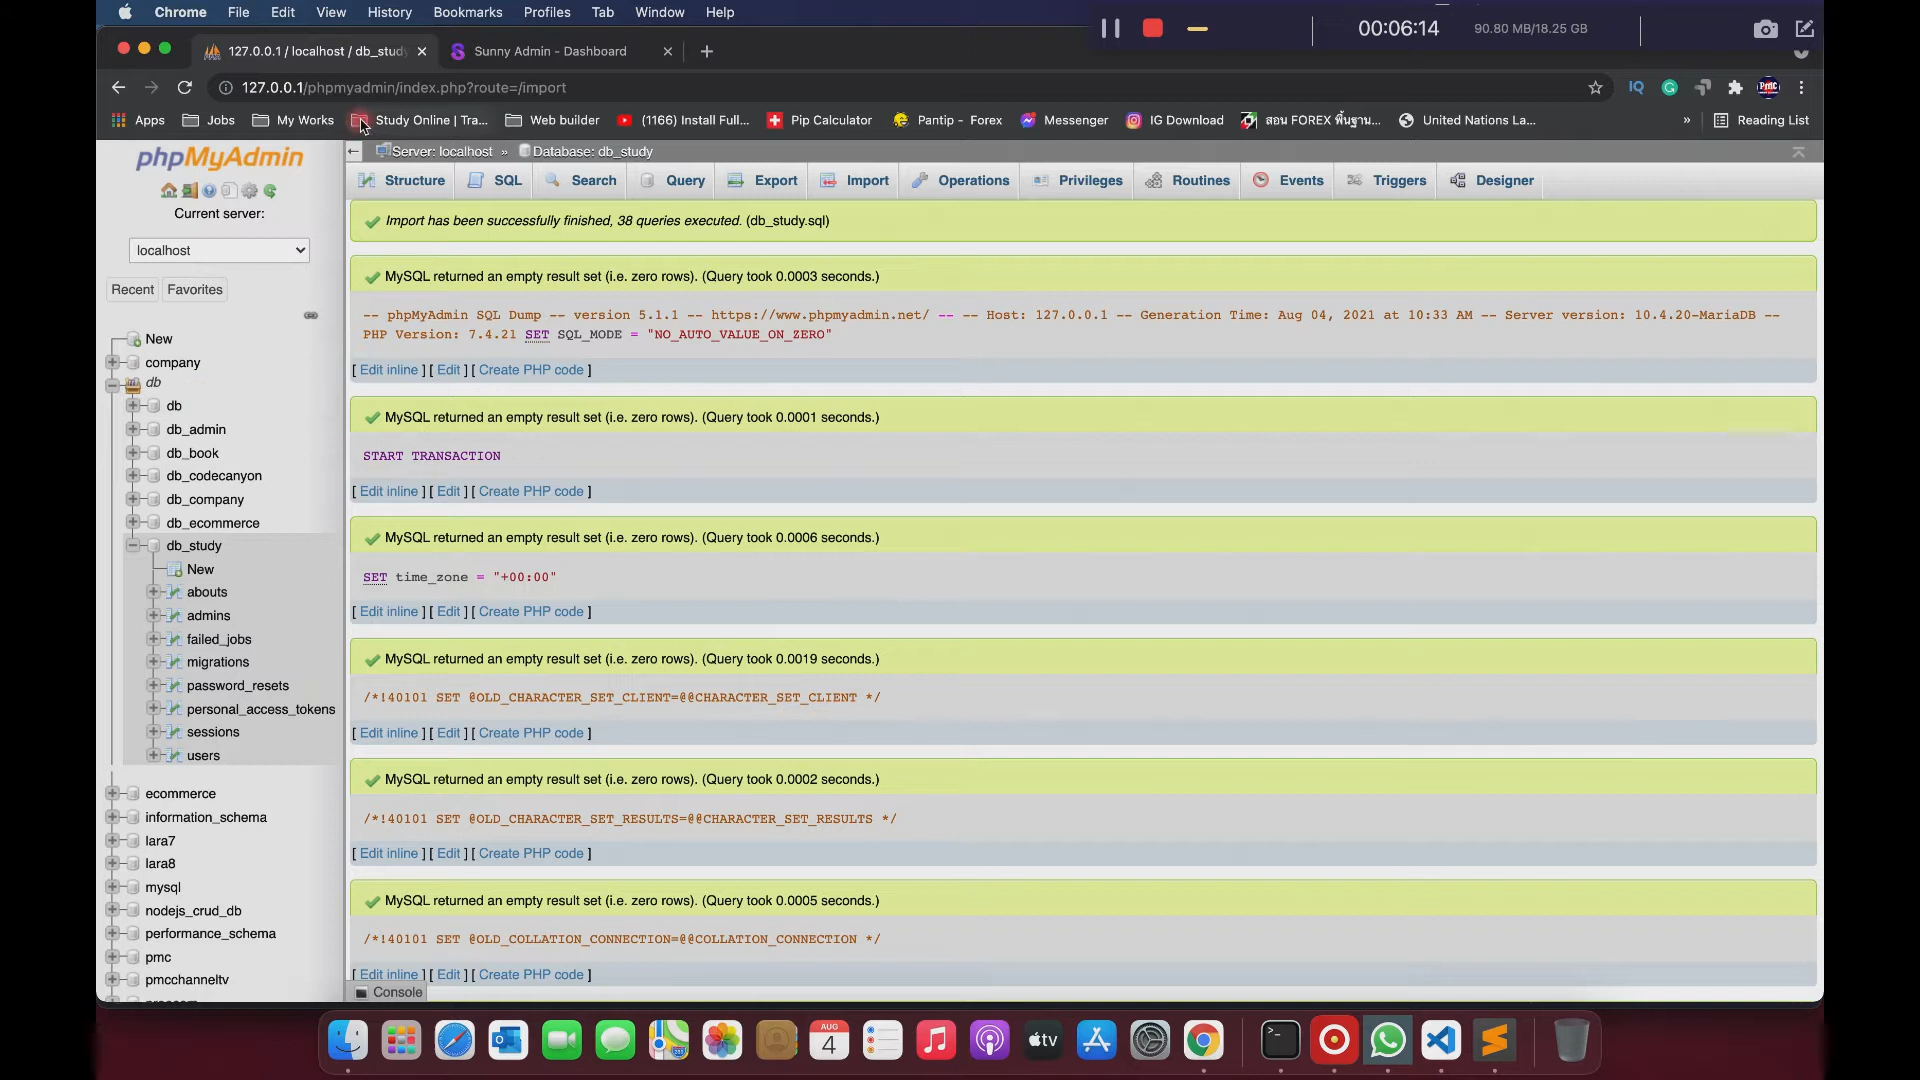 Chrome File Edit View History Bookmarks Profiles Tab Window Help
00:06:14 90.80 MB/18.25 GB
127.0.0.1 / localhost / db_study Sunny Admin - Dashboard
127.0.0.1/phpmyadmin/index.php?route=/import
Apps Jobs My Works Study Online | Tra... Web builder (1166) Install Full... Pip Calculator Pantip - Forex Messenger IG Download สอน FOREX พื้นฐาน... United Nations La... » Reading List
phpMyAdmin
Current server:
localhost
Recent Favorites
New
company
db
db
db_admin
db_book
db_codecanyon
db_company
db_ecommerce
db_study
New
abouts
admins
failed_jobs
migrations
password_resets
personal_access_tokens
sessions
users
ecommerce
information_schema
lara7
lara8
mysql
nodejs_crud_db
performance_schema
pmc
pmcchanneltv
Server: localhost » Database: db_study
Structure SQL Search Query Export Import Operations Privileges Routines Events Triggers Designer
Import has been successfully finished, 38 queries executed. (db_study.sql)
MySQL returned an empty result set (i.e. zero rows). (Query took 0.0003 seconds.)
-- phpMyAdmin SQL Dump -- version 5.1.1 -- https://www.phpmyadmin.net/ -- -- Host: 127.0.0.1 -- Generation Time: Aug 04, 2021 at 10:33 AM -- Server version: 10.4.20-MariaDB --
PHP Version: 7.4.21 SET SQL_MODE = "NO_AUTO_VALUE_ON_ZERO"
[ Edit inline ] [ Edit ] [ Create PHP code ]
MySQL returned an empty result set (i.e. zero rows). (Query took 0.0001 seconds.)
START TRANSACTION
[ Edit inline ] [ Edit ] [ Create PHP code ]
MySQL returned an empty result set (i.e. zero rows). (Query took 0.0006 seconds.)
SET time_zone = "+00:00"
[ Edit inline ] [ Edit ] [ Create PHP code ]
MySQL returned an empty result set (i.e. zero rows). (Query took 0.0019 seconds.)
/*!40101 SET @OLD_CHARACTER_SET_CLIENT=@@CHARACTER_SET_CLIENT */
[ Edit inline ] [ Edit ] [ Create PHP code ]
MySQL returned an empty result set (i.e. zero rows). (Query took 0.0002 seconds.)
/*!40101 SET @OLD_CHARACTER_SET_RESULTS=@@CHARACTER_SET_RESULTS */
[ Edit inline ] [ Edit ] [ Create PHP code ]
MySQL returned an empty result set (i.e. zero rows). (Query took 0.0005 seconds.)
/*!40101 SET @OLD_COLLATION_CONNECTION=@@COLLATION_CONNECTION */
[ Edit inline ] [ Edit ] [ Create PHP code ]
Console
AUG
4
tv